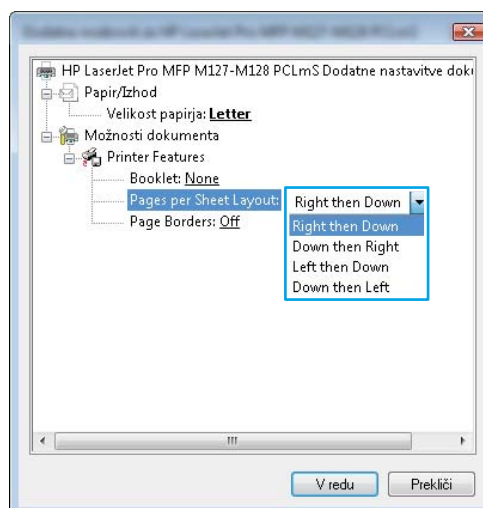 HP LaserJet Pro MFP M127-M128 PCLmS Dodatne nastavitve doku
Papir/Izhod
Velikost papirja: Letter
Možnosti dokumenta
Printer Features
Booklet: None
Pages per Sheet Layout: Right then Down
Right then Down
Down then Right
Left then Down
Down then Left
Page Borders: Off
V redu Prekliči